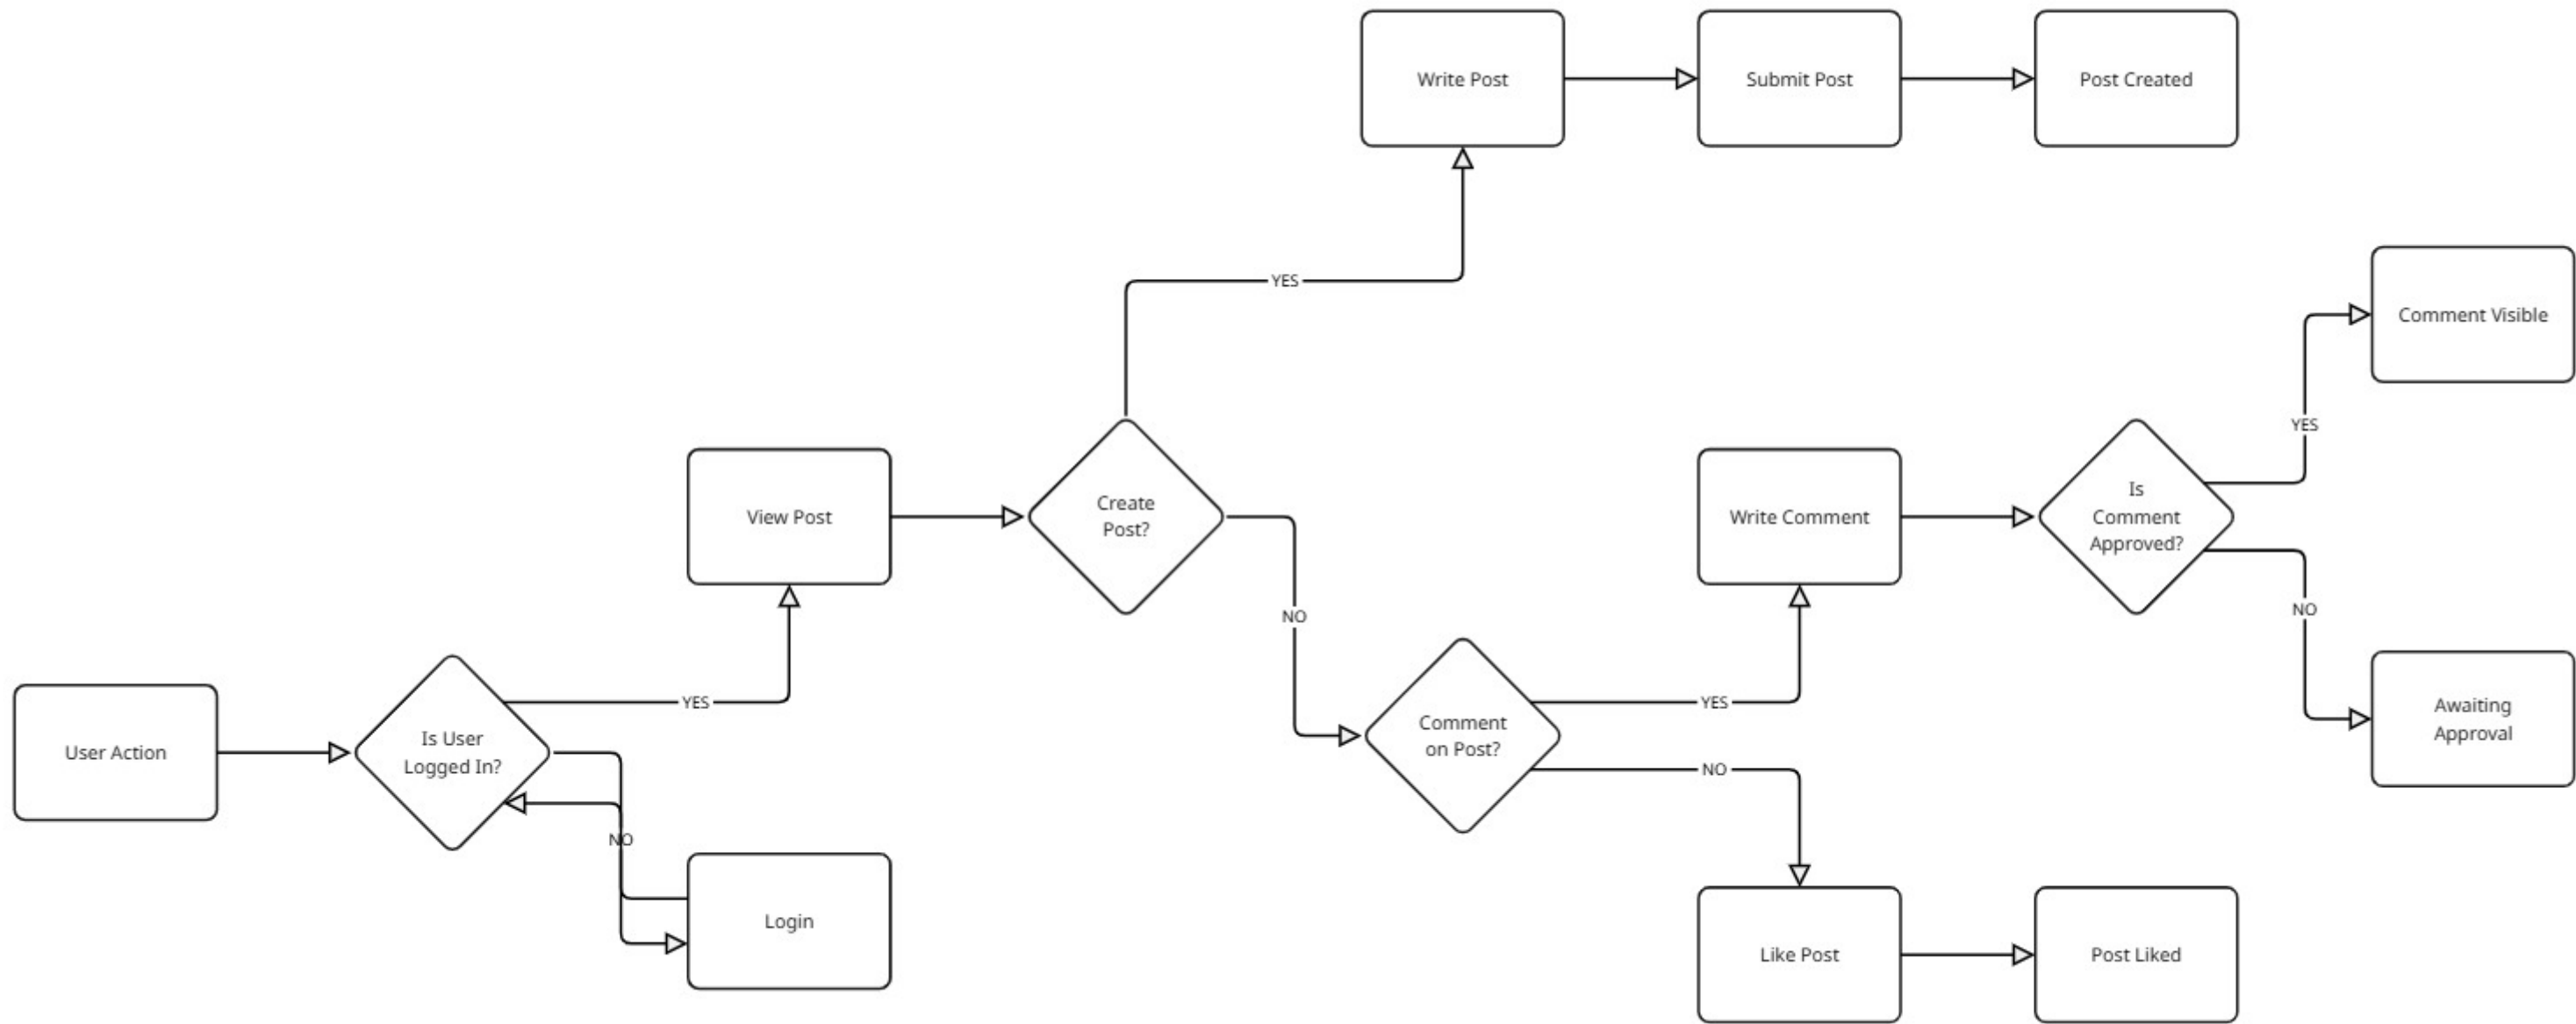 Write Post
Submit Post
Post Created
YES
Comment Visible
YES
View Post
Create
Post?
Write Comment
Is
Comment
Approved?
NO
NO
YES
YES
Comment
on Post?
Awaiting
Approval
User Action
Is User
Logged In?
NO
NO
Login
Like Post
Post Liked